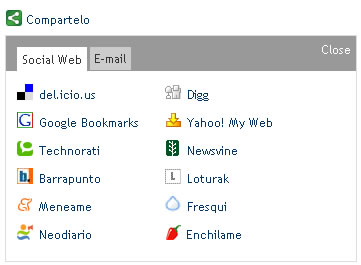 Compartelo
Close
Social Web E-mail
del.icio.us Digg
Google Bookmarks Yahoo! My Web
Technorati Newsvine
Barrapunto Loturak
Meneame Fresqui
Neodiario Enchilame